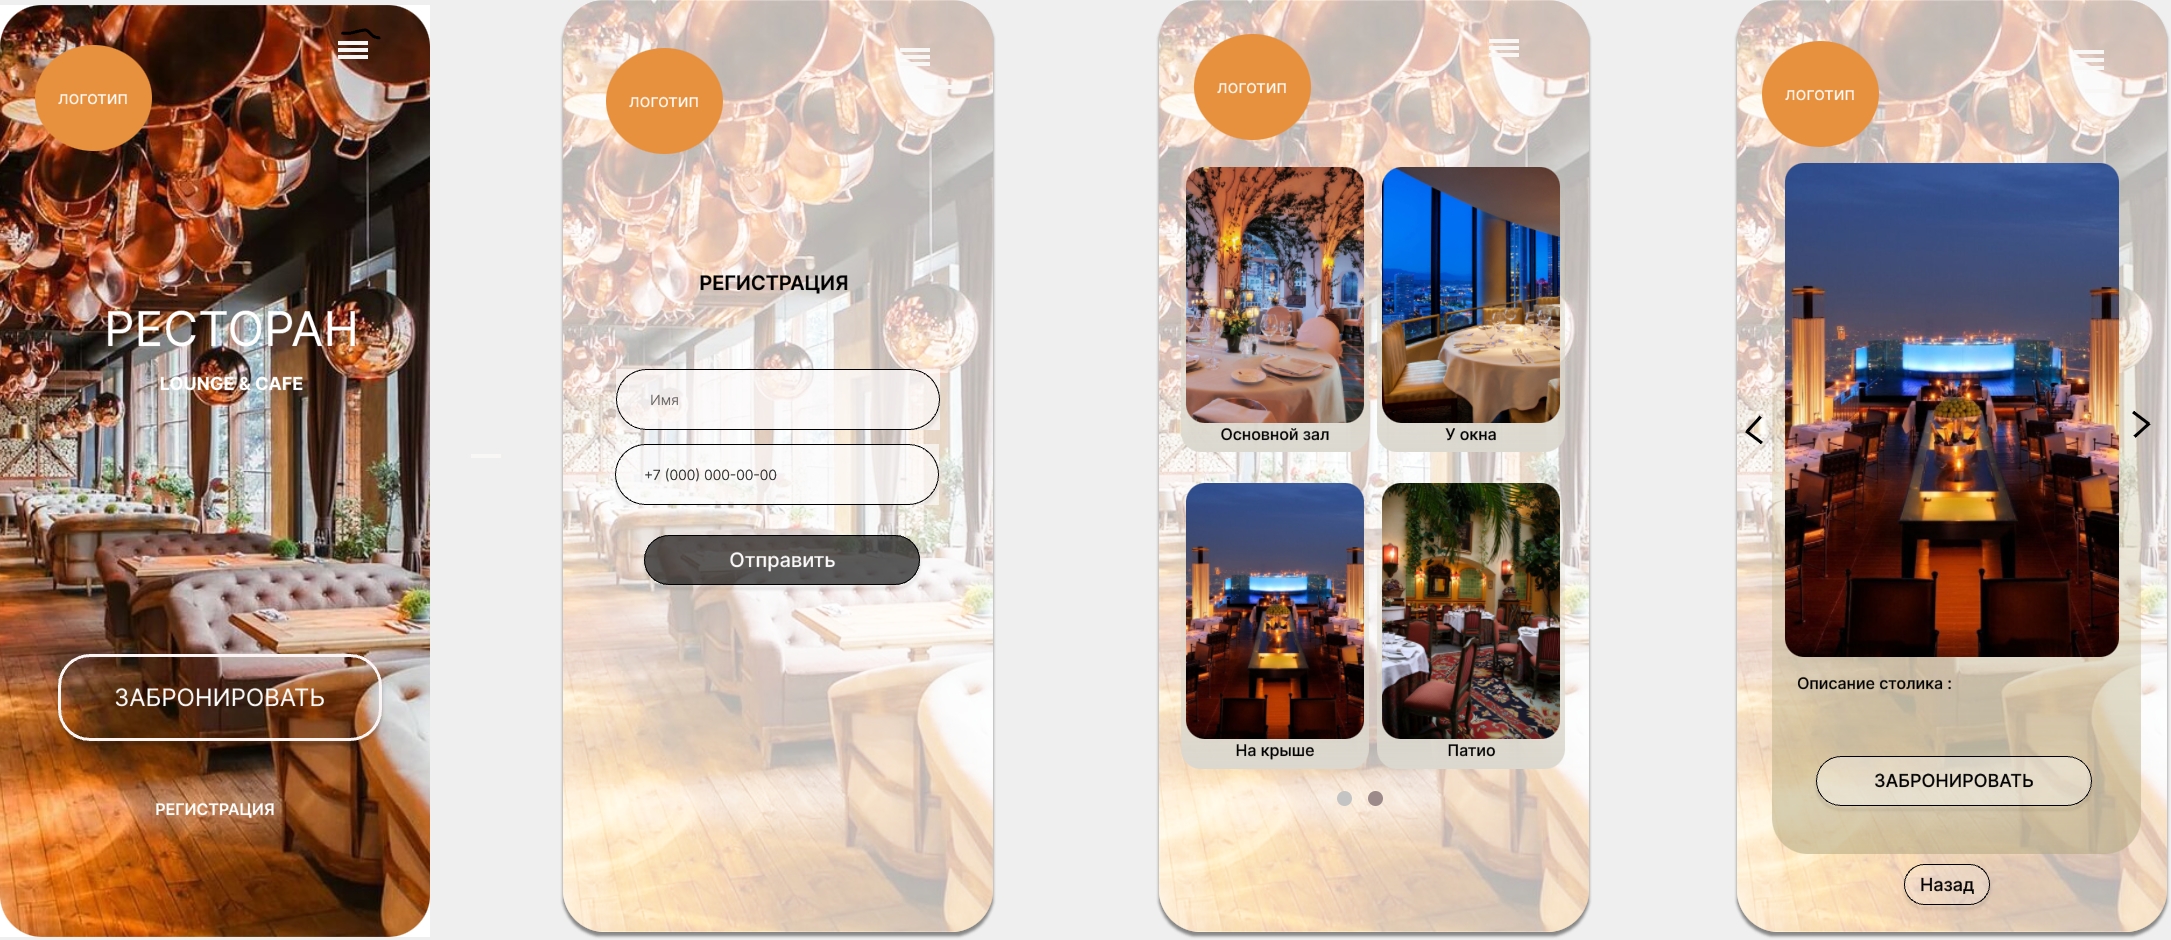 ЛОГОТИП
РЕСТОРАН
LOUNGE & CAFE
ЗАБРОНИРОВАТЬ
РЕГИСТРАЦИЯ
ЛОГОТИП
РЕГИСТРАЦИЯ
Имя
+7 (000) 000-00-00
Отправить
ЛОГОТИП
Основной зал
У окна
На крыше
Патио
ЛОГОТИП
Описание столика :
ЗАБРОНИРОВАТЬ
Назад